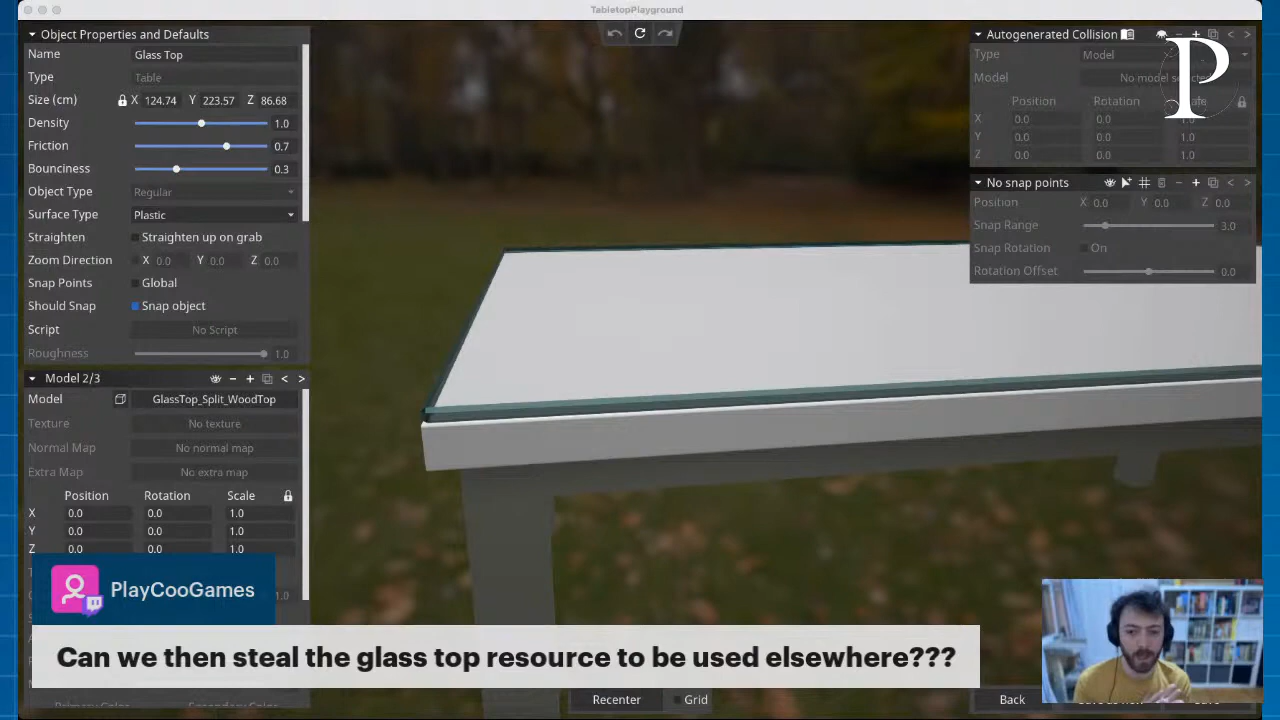 TabletopPlayground
Object Properties and Defaults
Name Glass Top
Type Table
Size (cm) X 124.74 Y 223.57 Z 86.68
Density 1.0
Friction 0.7
Bounciness 0.3
Object Type Regular
Surface Type Plastic
Straighten Straighten up on grab
Zoom Direction X 0.0 Y 0.0 Z 0.0
Snap Points Global
Should Snap Snap object
Script No Script
Roughness 1.0
Model 2/3
Model GlassTop_Split_WoodTop
Texture No texture
Normal Map No normal map
Extra Map No extra map
Position Rotation Scale
X 0.0 0.0 1.0
Y 0.0 0.0 1.0
Z 0.0 0.0 1.0
Autogenerated Collision
Type Model
Model No model selected
Position Rotation
X 0.0 0.0 1.0
Y 0.0 0.0 1.0
Z 0.0 0.0 1.0
P
No snap points
Position X 0.0 Y 0.0 Z 0.0
Snap Range 3.0
Snap Rotation On
Rotation Offset 0.0
PlayCooGames
Can we then steal the glass top resource to be used elsewhere???
Recenter Grid
Back